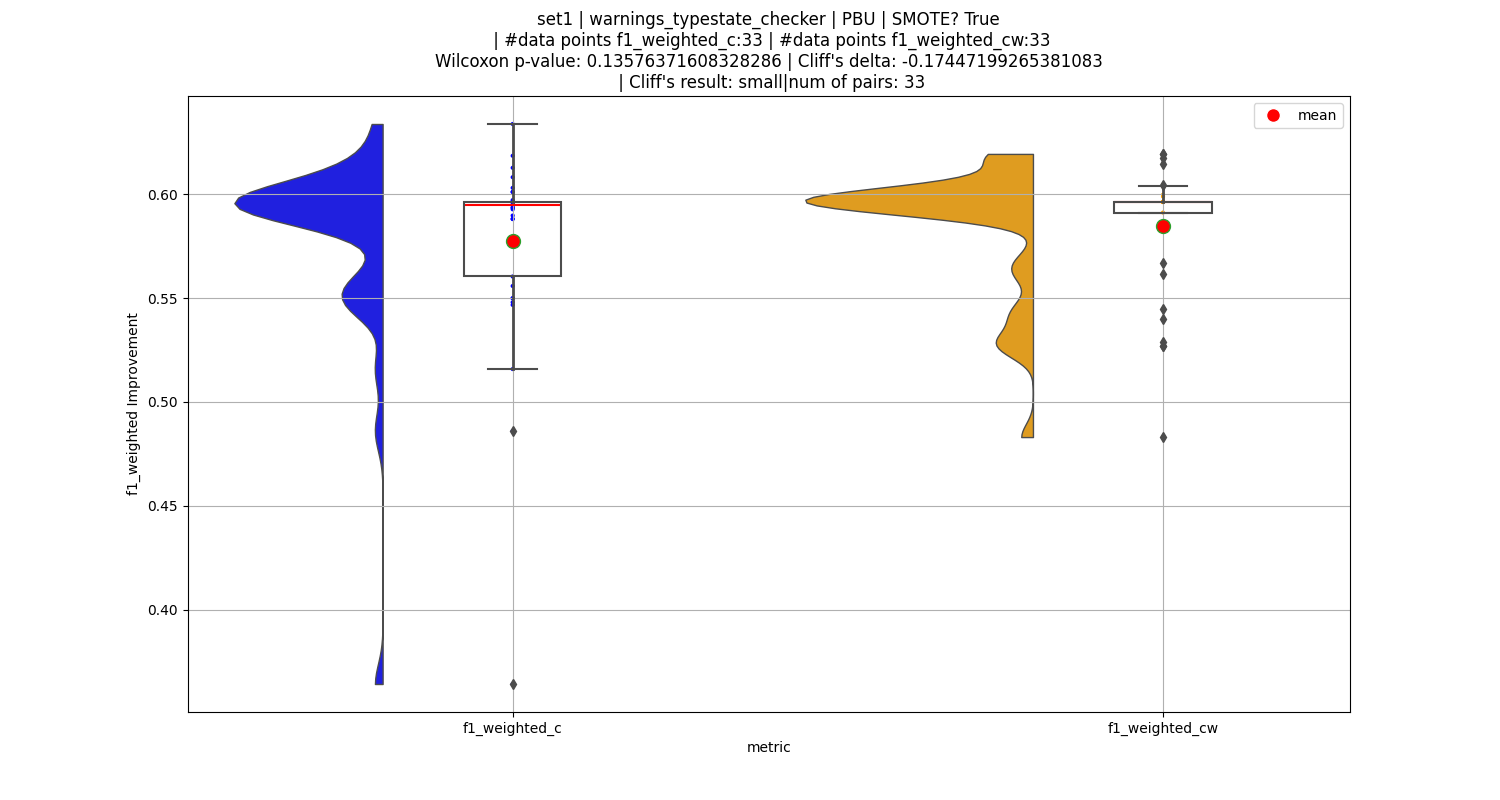 set1 | warnings_typestate_checker | PBU | SMOTE? True
| #data points f1_weighted_c:33 | #data points f1_weighted_cw:33
Wilcoxon p-value: 0.13576371608328286 | Cliff's delta: -0.17447199265381083
| Cliff's result: small|num of pairs: 33
mean
0.60
0.55
0.50
0.45
0.40
f1_weighted Improvement
f1_weighted_c
f1_weighted_cw
metric